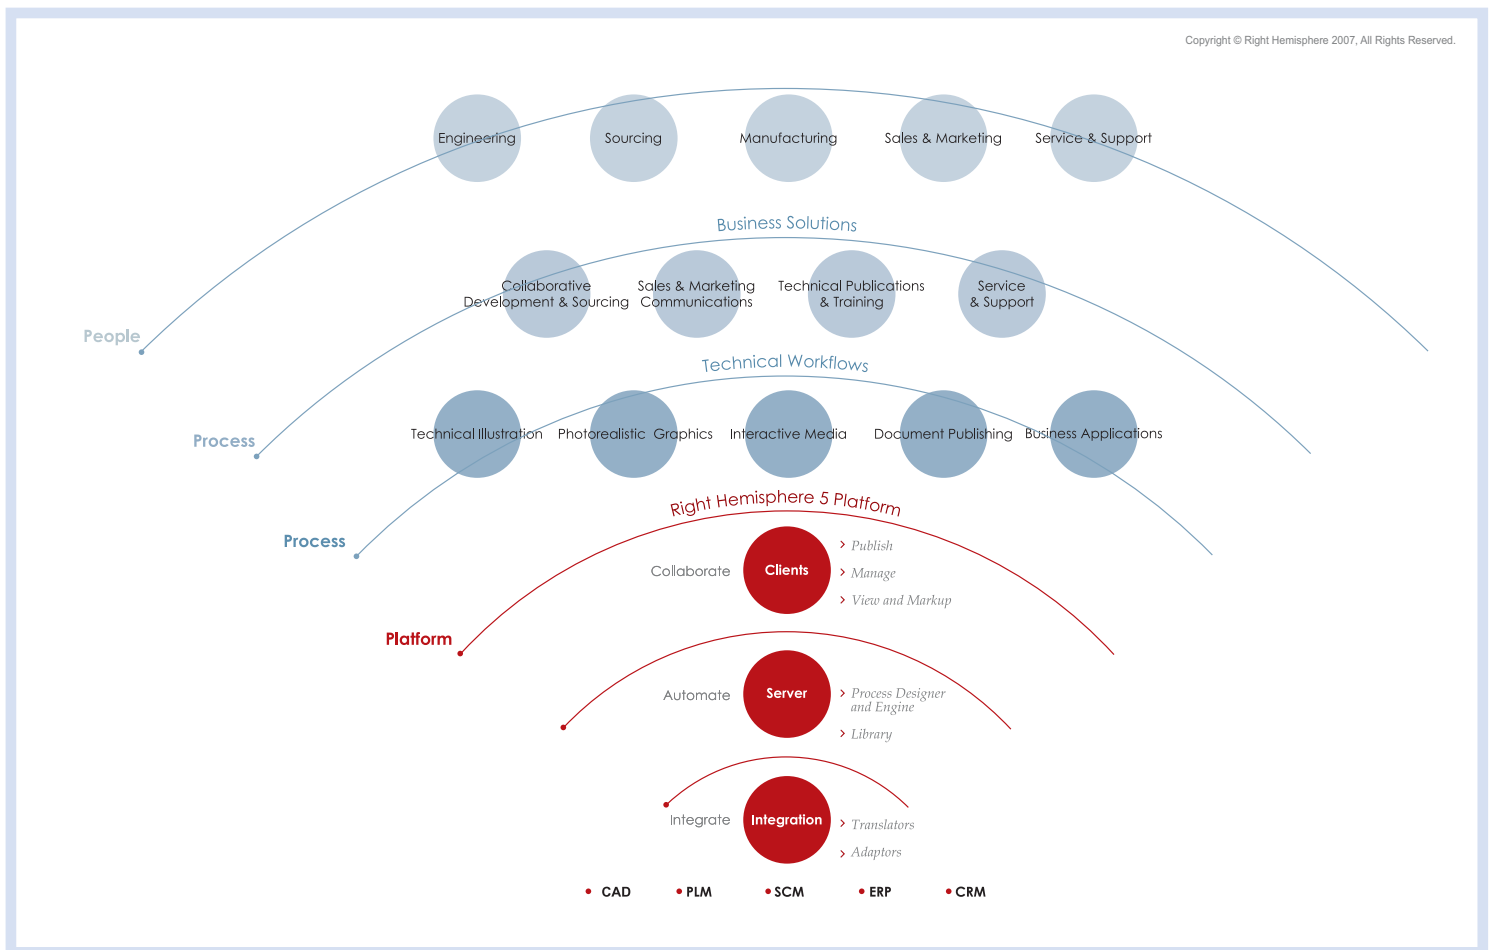 Copyright © Right Hemisphere 2007, All Rights Reserved.
Engineering
Sourcing
Manufacturing
Sales & Marketing
Service & Support
People
Business Solutions
Collaborative
Development & Sourcing
Sales & Marketing
Communications
Technical Publications
& Training
Service
& Support
Process
Technical Workflows
Technical Illustration
Photorealistic Graphics
Interactive Media
Document Publishing
Business Applications
Process
Right Hemisphere 5 Platform
Collaborate
Clients
Publish
Manage
View and Markup
Platform
Automate
Server
Process Designer
and Engine
Library
Integrate
Integration
Translators
Adaptors
CAD
PLM
SCM
ERP
CRM